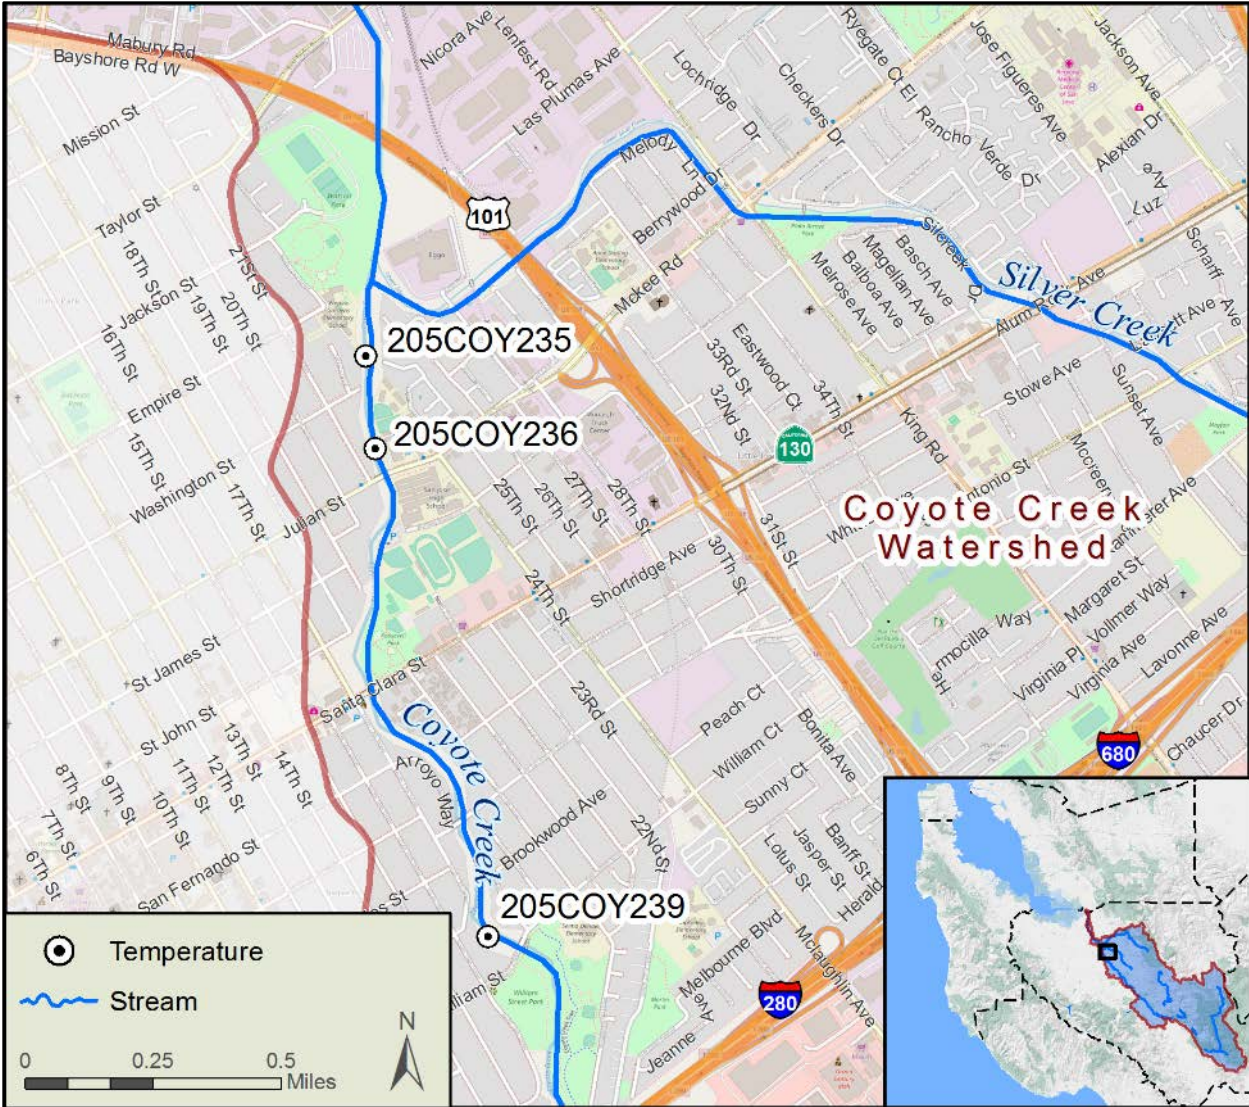 Mabury Rd
Bayshore Rd W
Nicora Ave
Lenfest Rd
Las Plumas Ave
Lochridge Dr
Checkers Dr
Ryegate Ct
El Rancho Verde Dr
Jose Figueres Ave
Jackson Ave
Alexian Dr
Mission St
Taylor St
Melody Ln
Dr
Berrywood
101
McKee Rd
18Th St
21St St
Jackson St
19Th St
20Th St
16Th St
Silcreek Dr
Basch Ave
Magellan Ave
Balboa Ave
Melrose Ave
Silver Creek
Alum Rock Ave
Scharff Ave
205COY235
Empire St
Eastwood Ct
33Rd St
32Nd St
34Th St
Stowe Ave
Sunset Ave
205COY236
15Th St
Washington St
17Th St
Julian St
CALIFORNIA
130
King Rd
25Th St
26Th St
27Th St
28Th St
30Th St
31St St
Coyote Creek
Watershed
Shortridge Ave
24Th St
Margaret St
Vollmer Way
Hermocilla Way
Virginia Pl
Virginia Ave
Lavonne Ave
St James St
Santa Clara St
Coyote Creek
23Rd St
Peach Ct
William Ct
Bonita Ave
Sunny Ct
680
Chaucer Dr
St John St
13Th St
14Th St
12Th St
11Th St
10Th St
9Th St
8Th St
7Th St
6Th St
San Fernando St
Arroyo Way
Brookwood Ave
22Nd St
Banff St
Jasper St
Lotus St
Herald
205COY239
William Street Park
Melbourne Blvd
Mclaughlin Ave
280
Jeanne Ave
Temperature
Stream
N
0 0.25 0.5
Miles